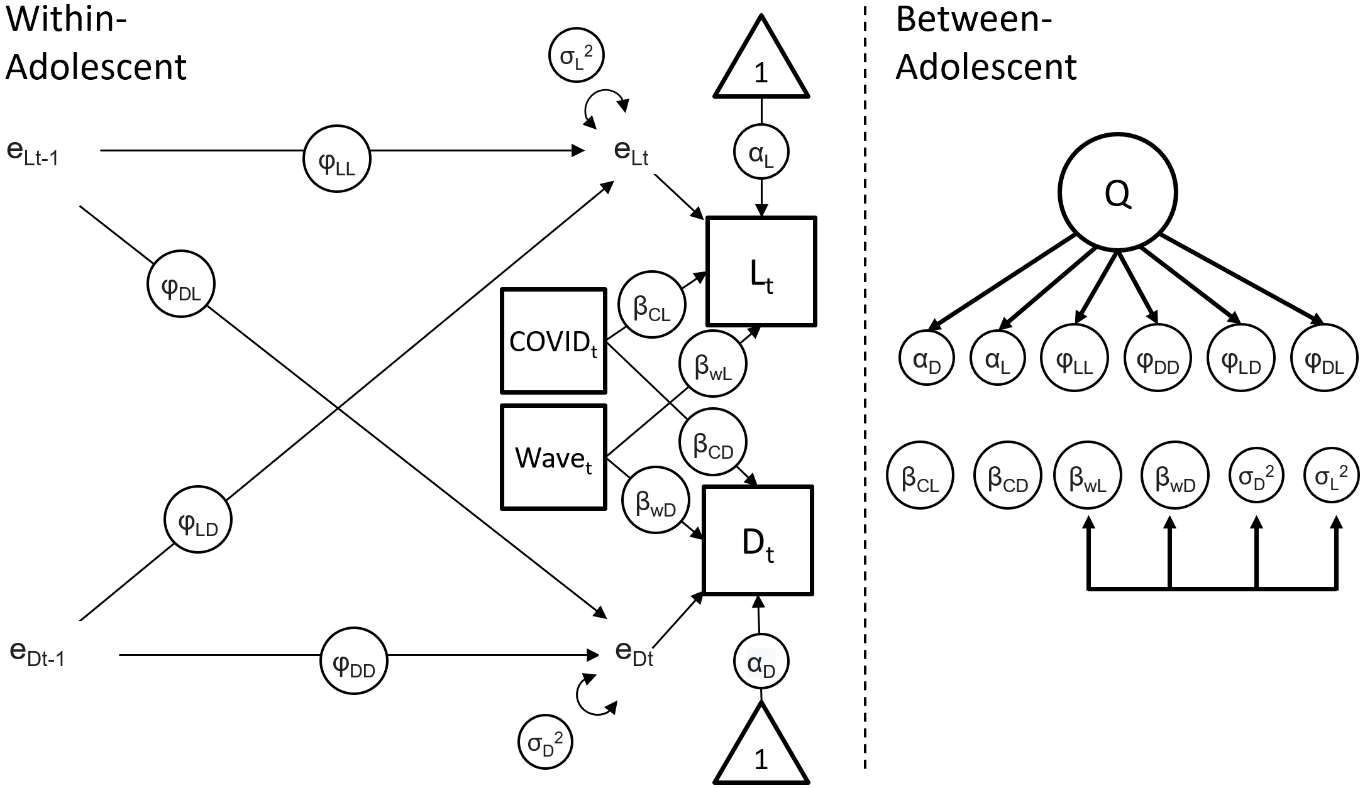 Within-
Adolescent
σL²
1
eLt-1
φLL
eLt
αL
φDL
Lt
βCL
COVIDt
βwL
Wavet
βCD
φLD
βwD
Dt
eDt-1
φDD
eDt
αD
σD²
1
Between-
Adolescent
Q
αD αL φLL φDD φLD φDL
βCL βCD βwL βwD σD² σL²